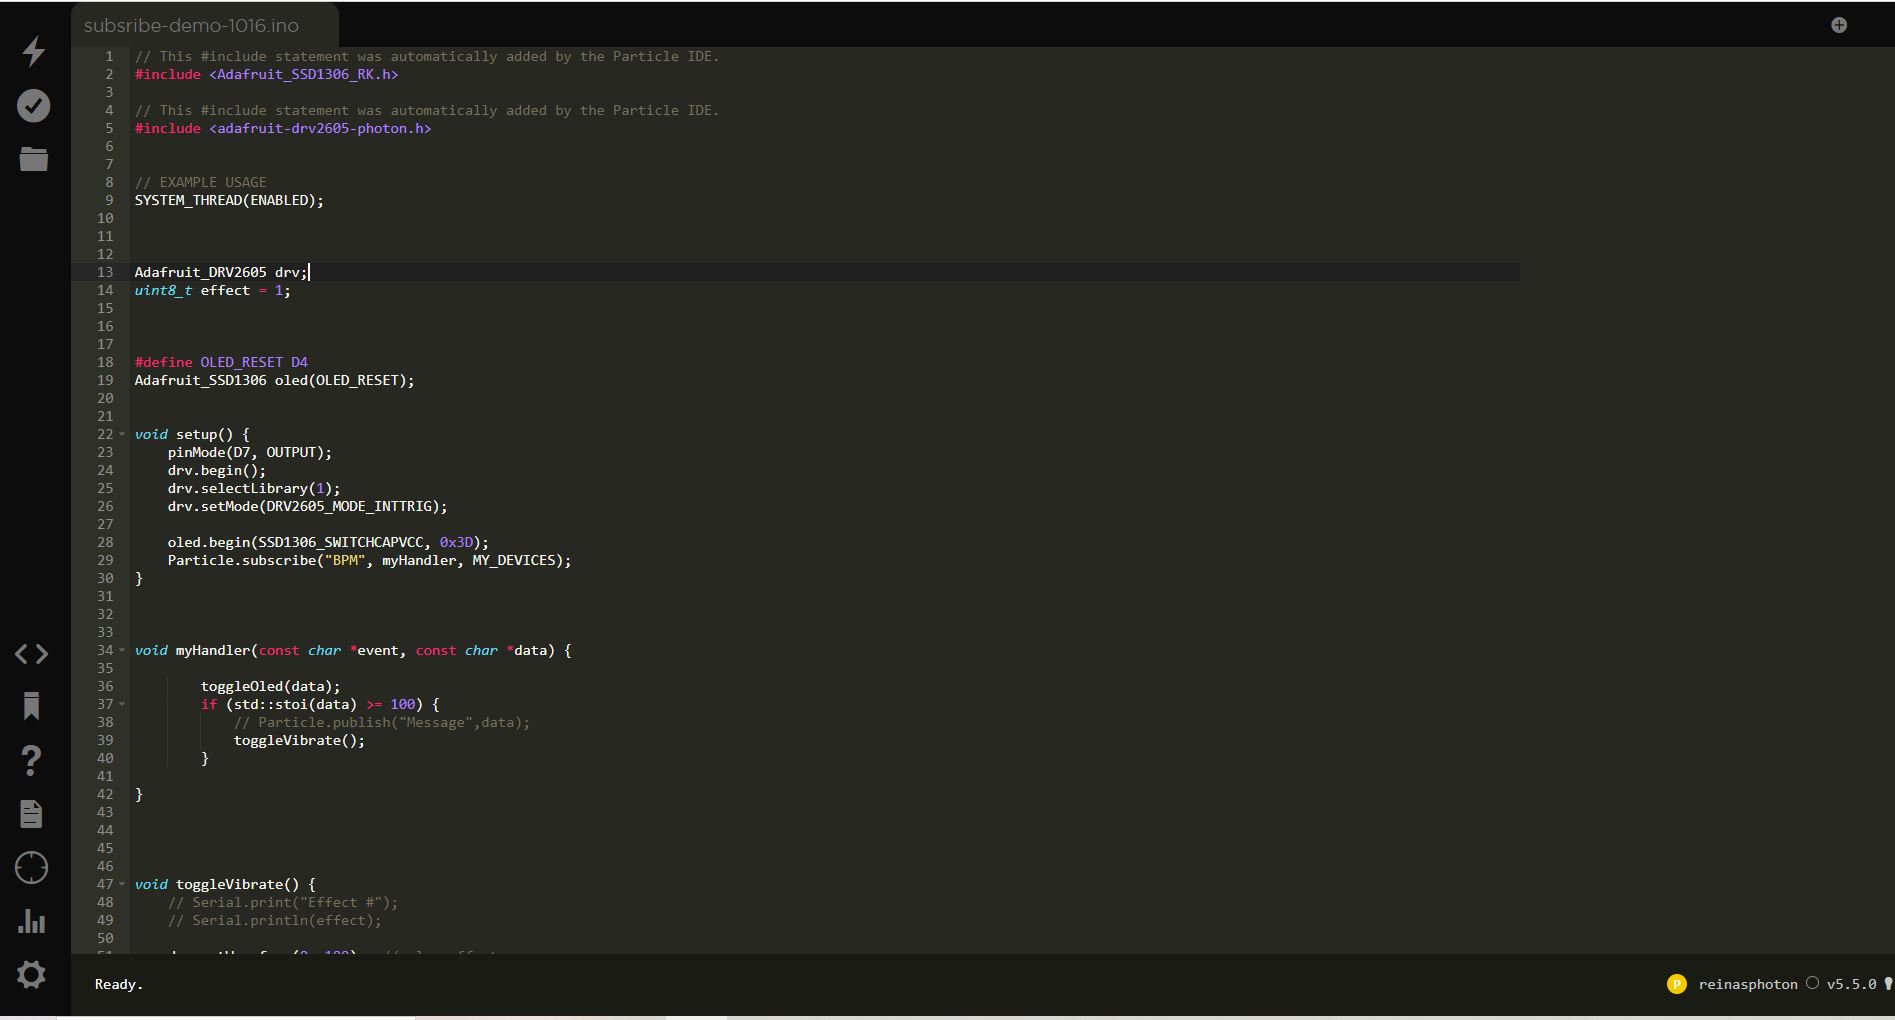 subsribe-demo-1016.ino
1 // This #include statement was automatically added by the Particle IDE.
2 #include <Adafruit_SSD1306_RK.h>
3
4 // This #include statement was automatically added by the Particle IDE.
5 #include <adafruit-drv2605-photon.h>
6
7
8 // EXAMPLE USAGE
9 SYSTEM_THREAD(ENABLED);
10
11
12
13 Adafruit_DRV2605 drv;
14 uint8_t effect = 1;
15
16
17
18 #define OLED_RESET D4
19 Adafruit_SSD1306 oled(OLED_RESET);
20
21
22 void setup() {
23 pinMode(D7, OUTPUT);
24 drv.begin();
25 drv.selectLibrary(1);
26 drv.setMode(DRV2605_MODE_INTTRIG);
27
28 oled.begin(SSD1306_SWITCHCAPVCC, 0x3D);
29 Particle.subscribe("BPM", myHandler, MY_DEVICES);
30 }
31
32
33
34 void myHandler(const char *event, const char *data) {
35
36 toggleOled(data);
37 if (std::stoi(data) >= 100) {
38 // Particle.publish("Message",data);
39 toggleVibrate();
40 }
41
42 }
43
44
45
46
47 void toggleVibrate() {
48 // Serial.print("Effect #");
49 // Serial.println(effect);
50
51
Ready.
P reinasphoton v5.5.0